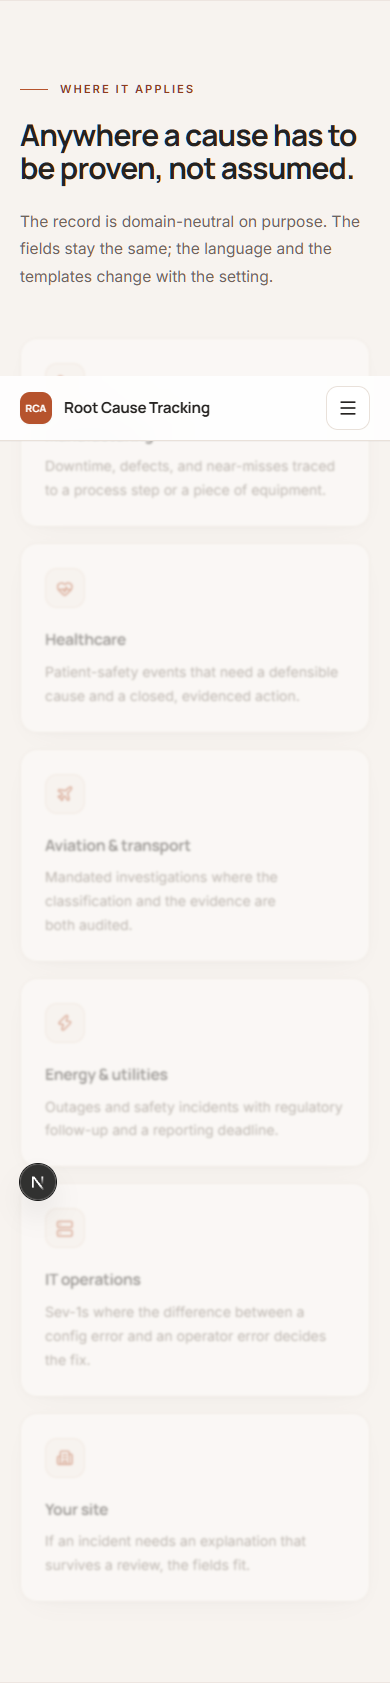 WHERE IT APPLIES
Anywhere a cause has to
be proven, not assumed.
The record is domain-neutral on purpose. The
fields stay the same; the language and the
templates change with the setting.
RCA
Root Cause Tracking
Downtime, defects, and near-misses traced
to a process step or a piece of equipment.
Healthcare
Patient-safety events that need a defensible
cause and a closed, evidenced action.
Aviation & transport
Mandated investigations where the
classification and the evidence are
both audited.
Energy & utilities
Outages and safety incidents with regulatory
follow-up and a reporting deadline.
N
IT operations
Sev-1s where the difference between a
config error and an operator error decides
the fix.
Your site
If an incident needs an explanation that
survives a review, the fields fit.